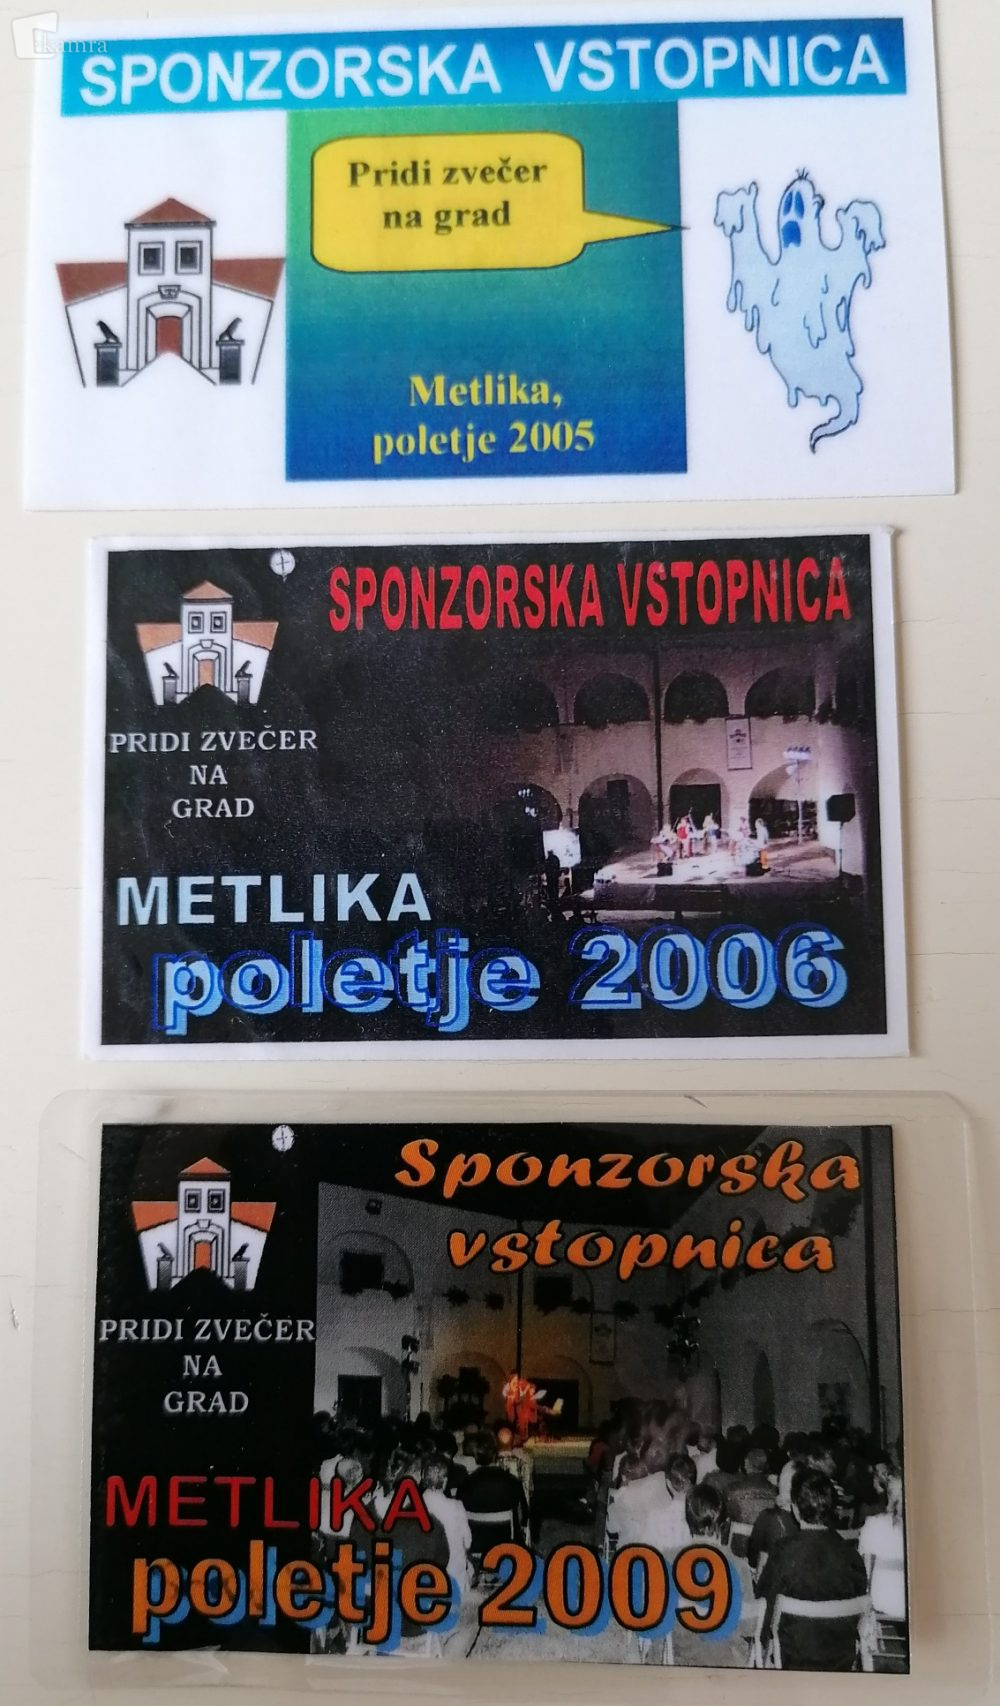 kamra
SPONZORSKA VSTOPNICA
Pridi zvečer
na grad
Metlika,
poletje 2005
SPONZORSKA VSTOPNICA
PRIDI ZVEČER
NA
GRAD
METLIKA
poletje 2006
Sponzorska
vstopnica
PRIDI ZVEČER
NA
GRAD
METLIKA
poletje 2009